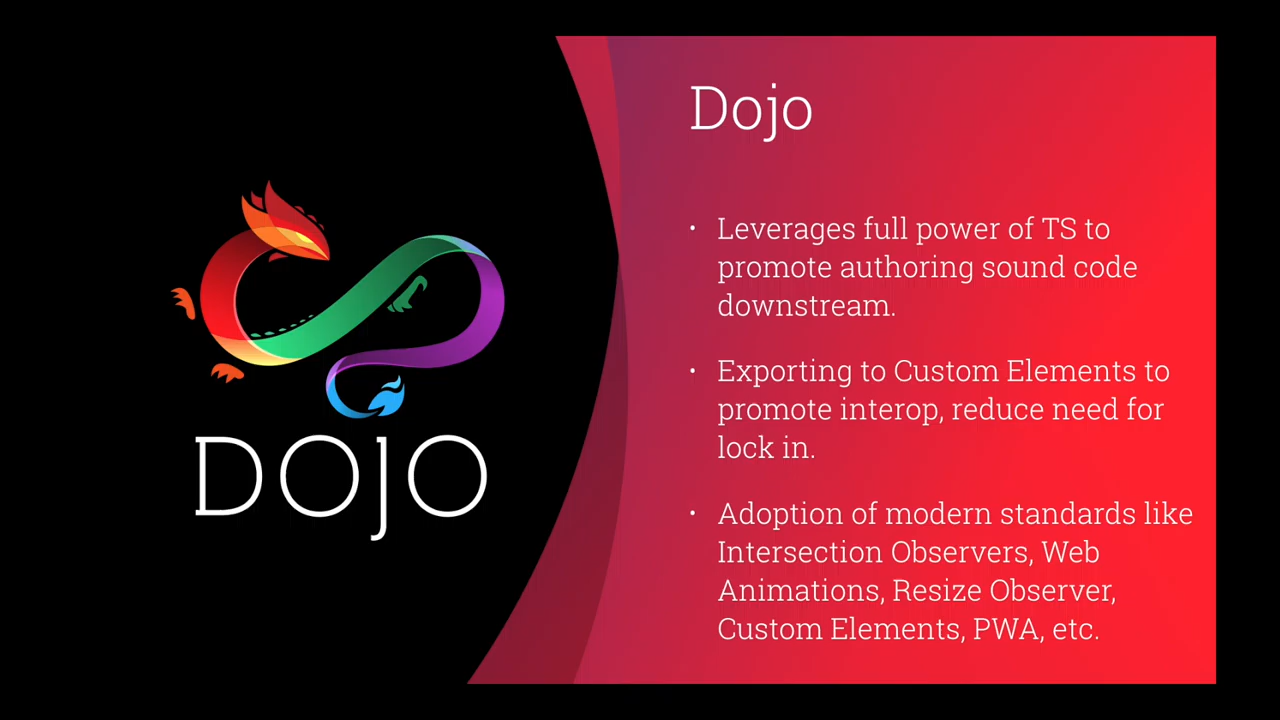 DOJO
Dojo
• Leverages full power of TS to
promote authoring sound code
downstream.
• Exporting to Custom Elements to
promote interop, reduce need for
lock in.
• Adoption of modern standards like
Intersection Observers, Web
Animations, Resize Observer,
Custom Elements, PWA, etc.